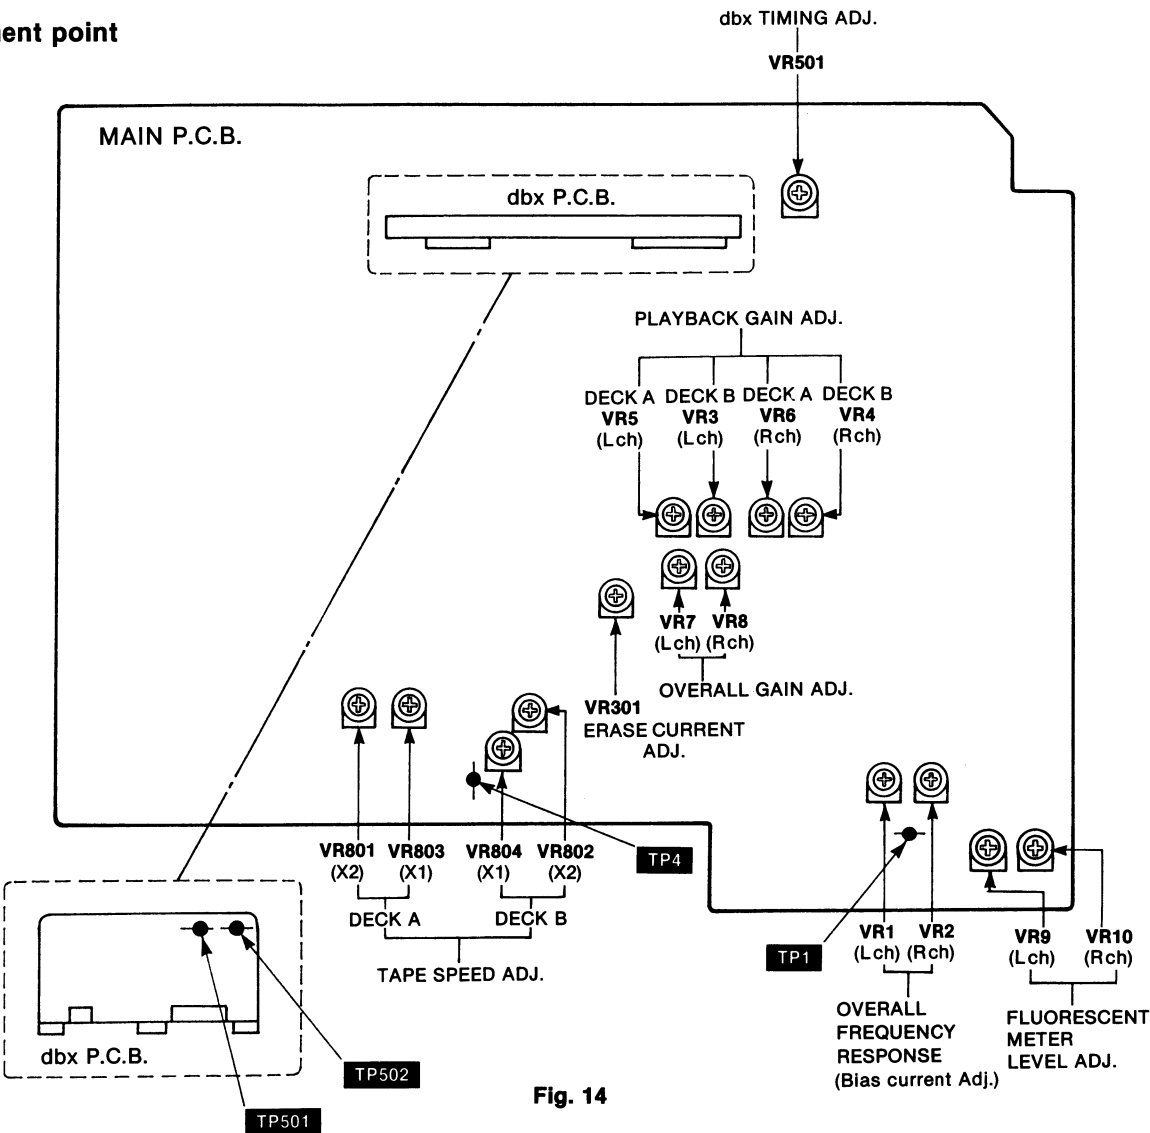 ent point
dbx TIMING ADJ.
VR501
MAIN P.C.B.
dbx P.C.B.
PLAYBACK GAIN ADJ.
DECK A DECK B DECK A DECK B
VR5 VR3 VR6 VR4
(Lch) (Lch) (Rch) (Rch)
VR7 VR8
(Lch) (Rch)
OVERALL GAIN ADJ.
VR301
ERASE CURRENT
ADJ.
VR801 VR803 VR804 VR802
(X2) (X1) (X1) (X2)
DECK A DECK B
TAPE SPEED ADJ.
TP4
TP1
VR1 VR2
(Lch) (Rch)
OVERALL
FREQUENCY
RESPONSE
(Bias current Adj.)
VR9 VR10
(Lch) (Rch)
FLUORESCENT
METER
LEVEL ADJ.
dbx P.C.B.
TP502
TP501
Fig. 14